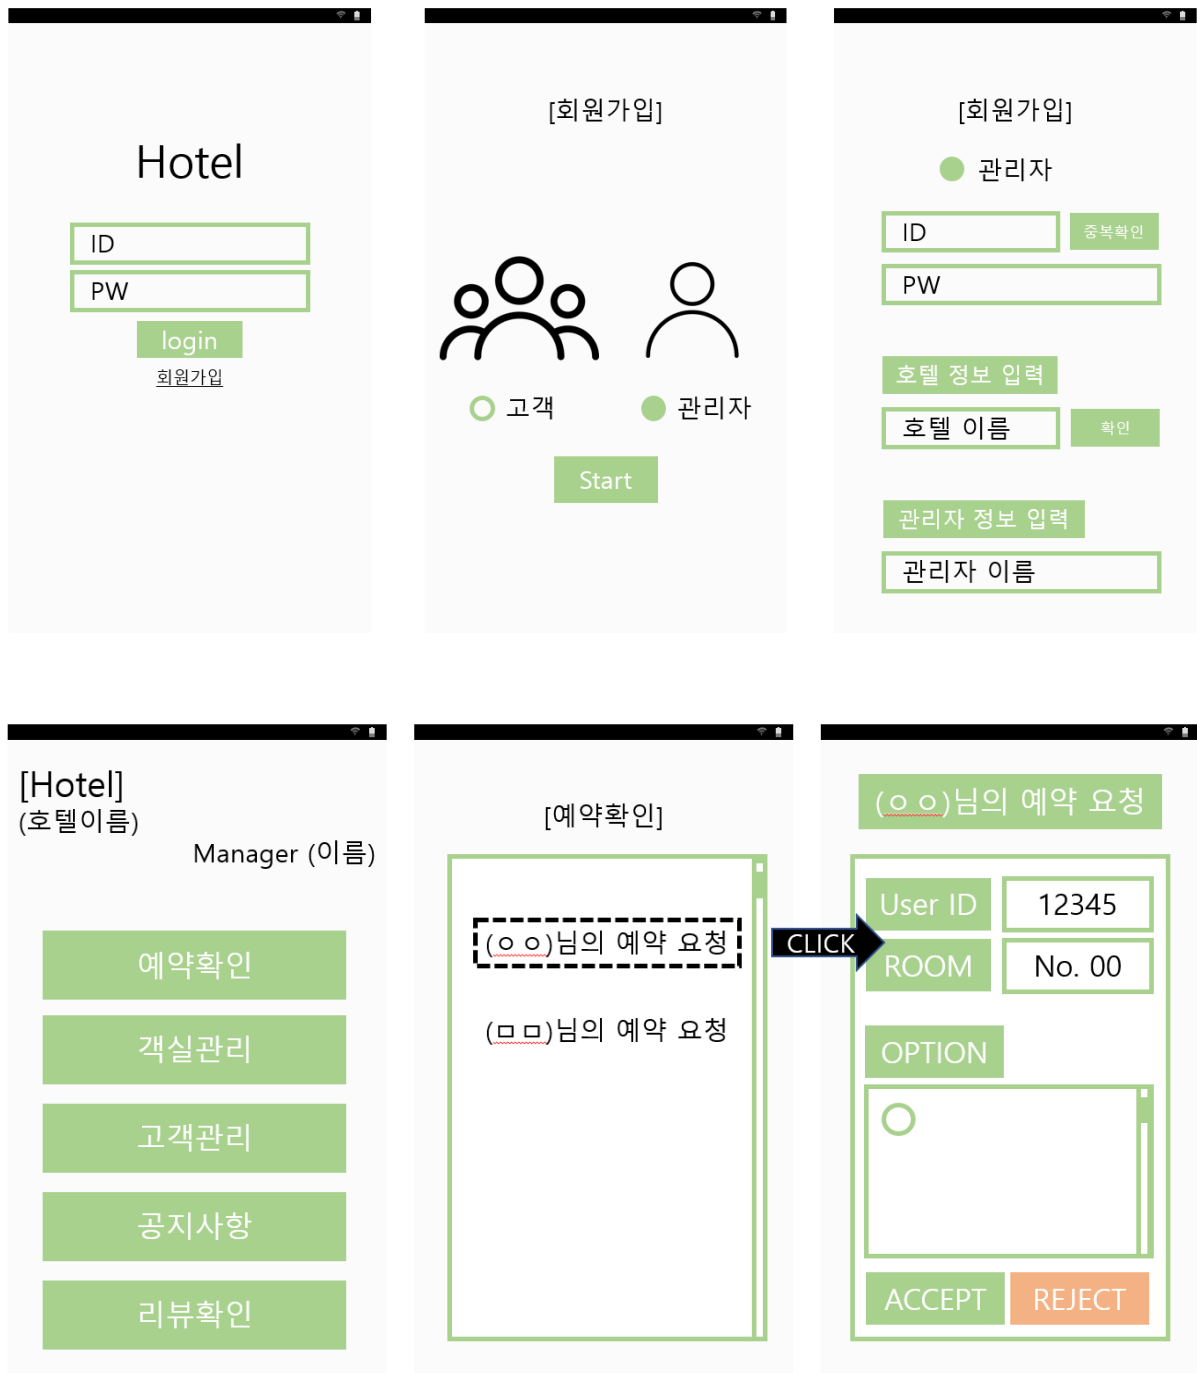 Hotel
ID
PW
login
회원가입
[회원가입]
고객
관리자
Start
[회원가입]
관리자
ID
중복확인
PW
호텔 정보 입력
호텔 이름
확인
관리자 정보 입력
관리자 이름
[Hotel]
(호텔이름)
Manager (이름)
예약확인
객실관리
고객관리
공지사항
리뷰확인
[예약확인]
(ㅇㅇ)님의 예약 요청
(ㅁㅁ)님의 예약 요청
CLICK
(ㅇㅇ)님의 예약 요청
User ID
12345
ROOM
No. 00
OPTION
ACCEPT
REJECT